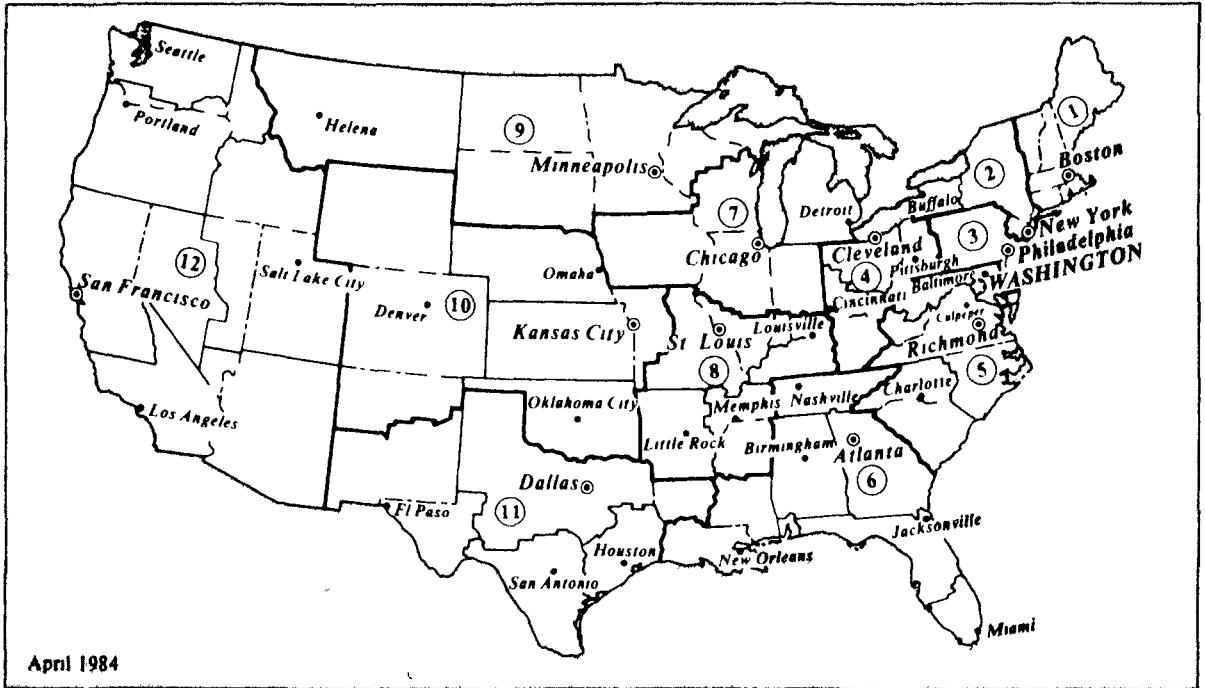 Seattle
Portland
Helena
9
Minneapolis
1
Boston
2
Buffalo
New York
Philadelphia
3
WASHINGTON
7
Detroit
Chicago
Cleveland
4
Pittsburgh
Cincinnati
Baltimore
12
San Francisco
Salt Lake City
Omaha
Denver
10
Kansas City
St Louis
8
Louisville
Culpeper
Richmond
5
Charlotte
Los Angeles
Oklahoma City
Memphis
Nashville
Little Rock
Birmingham
Atlanta
6
Dallas
11
El Paso
Houston
San Antonio
New Orleans
Jacksonville
Miami
April 1984